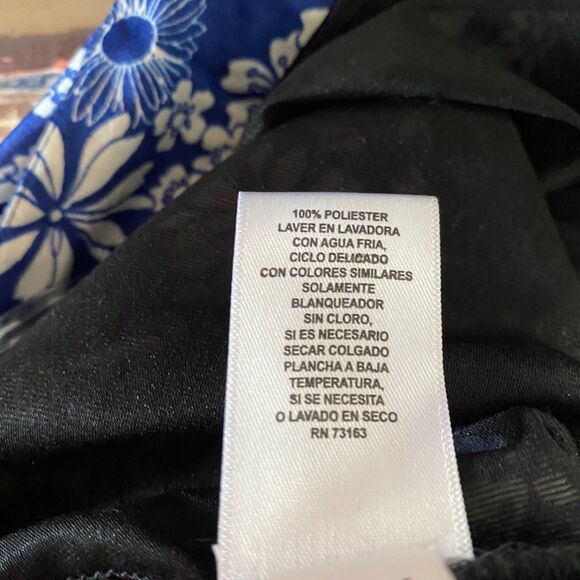 100% POLIESTER
LAVER EN LAVADORA
CON AGUA FRIA,
CICLO DELICADO
CON COLORES SIMILARES
SOLAMENTE
BLANQUEADOR
SIN CLORO,
SI ES NECESARIO
SECAR COLGADO
PLANCHA A BAJA
TEMPERATURA,
SI SE NECESITA
O LAVADO EN SECO
RN 73163